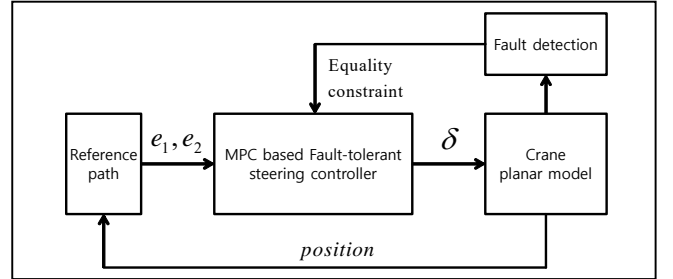 Fault detection
Equality
constraint
Reference
path
e₁, e₂
MPC based Fault-tolerant
steering controller
δ
Crane
planar model
position